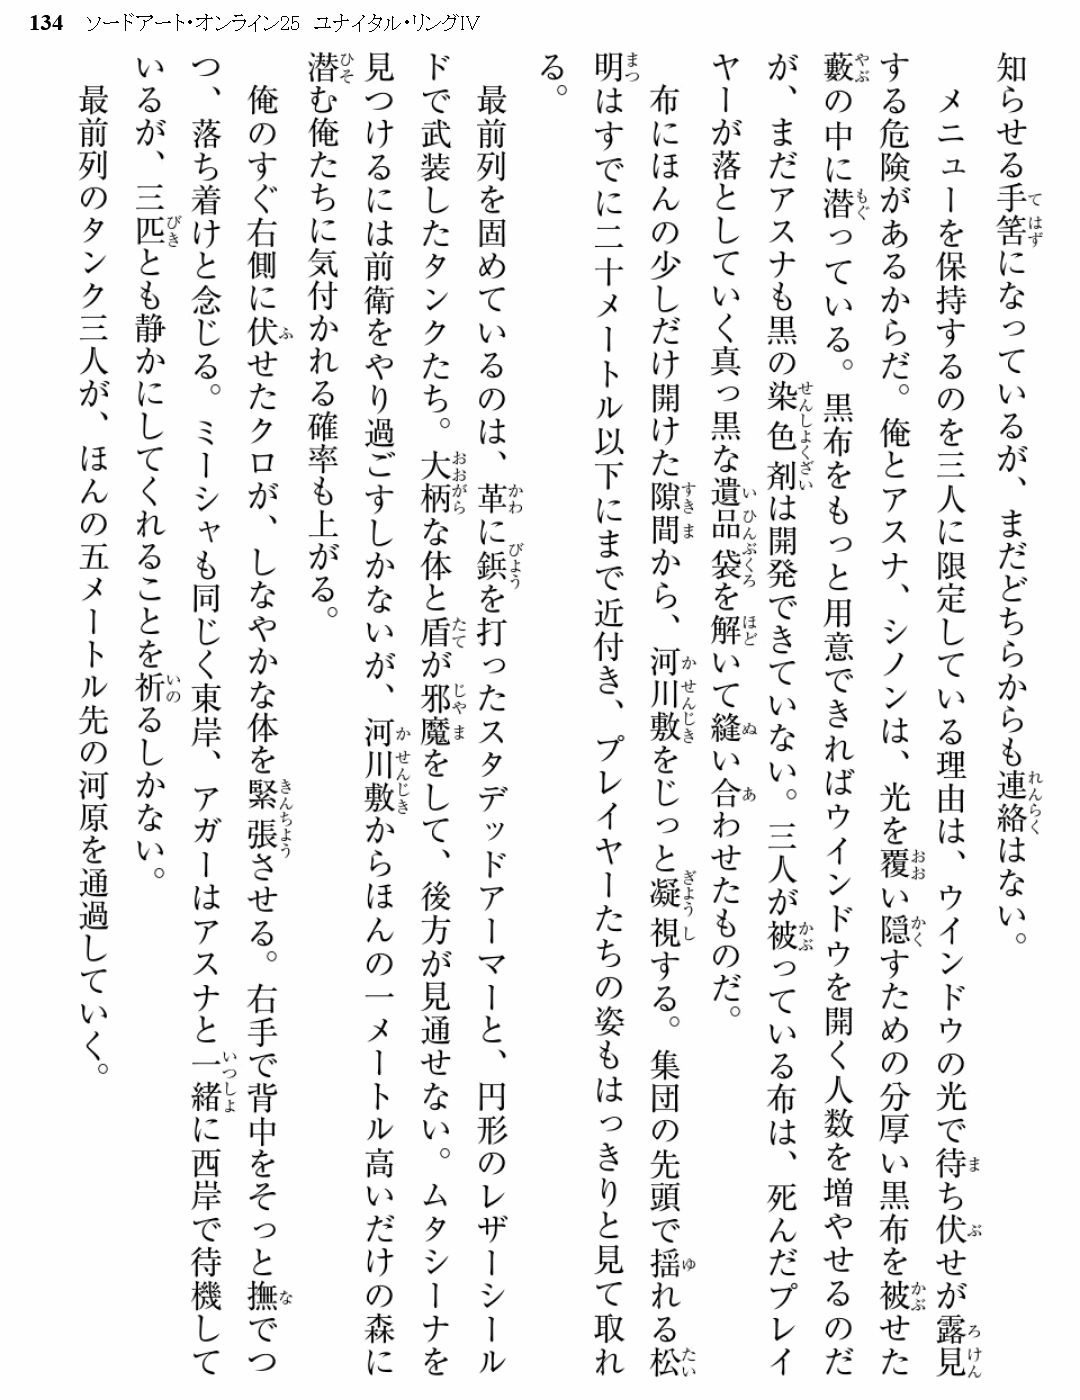 134 ソードアート・オンライン25 ユナイタル・リングⅣ
知らせる手筈になっているが、まだどちらからも連絡はない。
メニューを保持するのを三人に限定している理由は、ウインドウの光で待ち伏せが露見
する危険があるからだ。俺とアスナ、シノンは、光を覆い隠すための分厚い黒布を被せた
藪の中に潜っている。黒布をもっと用意できればウインドウを開く人数を増やせるのだ
が、まだアスナも黒の染色剤は開発できていない。三人が被っている布は、死んだプレイ
ヤーが落としていく真っ黒な遺品袋を解いて縫い合わせたものだ。
布にほんの少しだけ開けた隙間から、河川敷をじっと凝視する。集団の先頭で揺れる松
明はすでに二十メートル以下にまで近付き、プレイヤーたちの姿もはっきりと見て取れ
る。
最前列を固めているのは、革に鋲を打ったスタデッドアーマーと、円形のレザーシール
ドで武装したタンクたち。大柄な体と盾が邪魔をして、後方が見通せない。ムタシーナを
見つけるには前衛をやり過ごすしかないが、河川敷からほんの一メートル高いだけの森に
潜む俺たちに気付かれる確率も上がる。
俺のすぐ右側に伏せたクロが、しなやかな体を緊張させる。右手で背中をそっと撫でつ
つ、落ち着けと念じる。ミーシャも同じく東岸、アガーはアスナと一緒に西岸で待機して
いるが、三匹とも静かにしてくれることを祈るしかない。
最前列のタンク三人が、ほんの五メートル先の河原を通過していく。